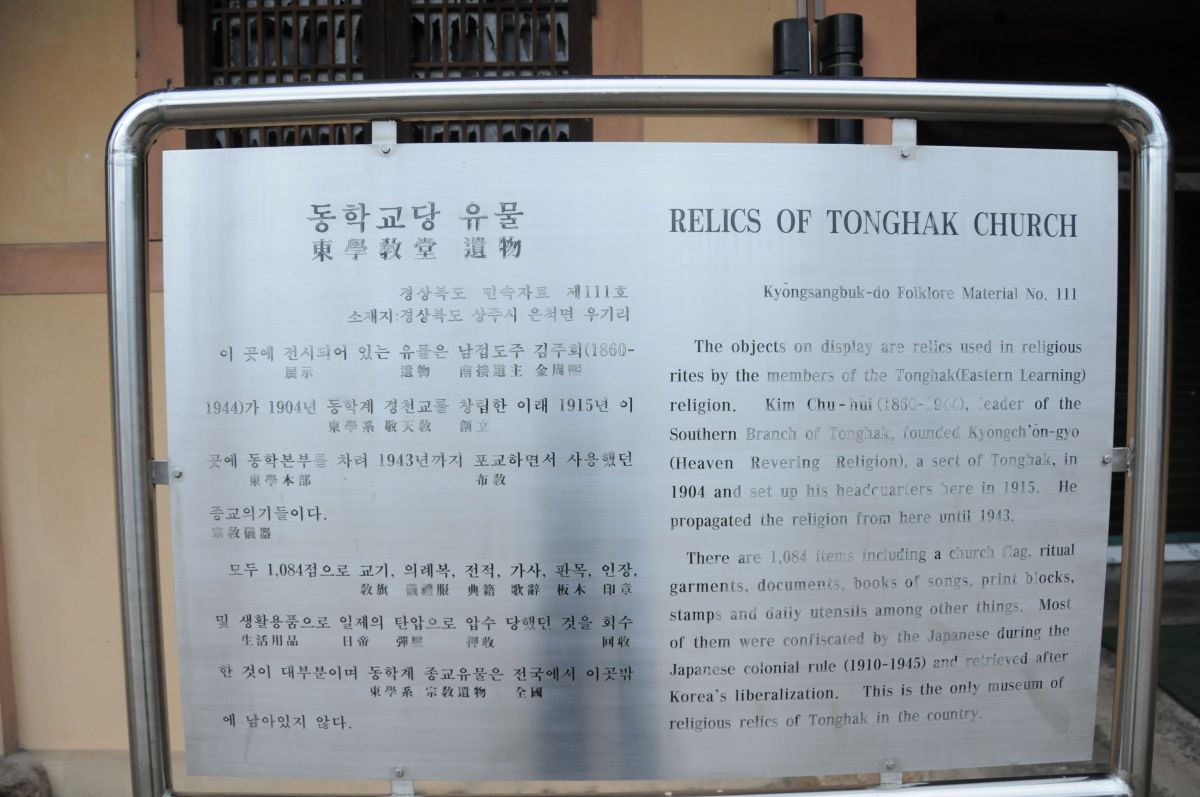 동학교당 유물
東學敎堂 遺物
경상북도 민속자료 제111호
소재지:경상북도 상주시 은척면 우기리
이 곳에 전시되어 있는 유물은 남접도주 김주희(1860-
展示 遺物 南接道主 金周熙
1944)가 1904년 동학계 경천교를 창립한 이래 1915년 이
東學系 敬天敎 創立
곳에 동학본부를 차려 1943년까지 포교하면서 사용했던
東學本部 布敎
종교의기들이다.
宗敎儀器
모두 1,084점으로 교기, 의례복, 전적, 가사, 판목, 인장,
敎旗 儀禮服 典籍 歌辭 板木 印章
및 생활용품으로 일제의 탄압으로 압수 당했던 것을 회수
生活用品 日帝 彈壓 押收 回收
한 것이 대부분이며 동학계 종교유물은 전국에서 이곳밖
東學系 宗敎遺物 全國
에 남아있지 않다.
RELICS OF TONGHAK CHURCH
Kyŏngsangbuk-do Folklore Material No. 111
The objects on display are relics used in religious
rites by the members of the Tonghak(Eastern Learning)
religion. Kim Chu-hŭi(1860-1944), leader of the
Southern Branch of Tonghak, founded Kyongch'ŏn-gyo
(Heaven Revering Religion), a sect of Tonghak, in
1904 and set up his headquarters here in 1915. He
propagated the religion from here until 1943.
There are 1,084 items including a church flag, ritual
garments, documents, books of songs, print blocks,
stamps and daily utensils among other things. Most
of them were confiscated by the Japanese during the
Japanese colonial rule (1910-1945) and retrieved after
Korea's liberalization. This is the only museum of
religious relics of Tonghak in the country.